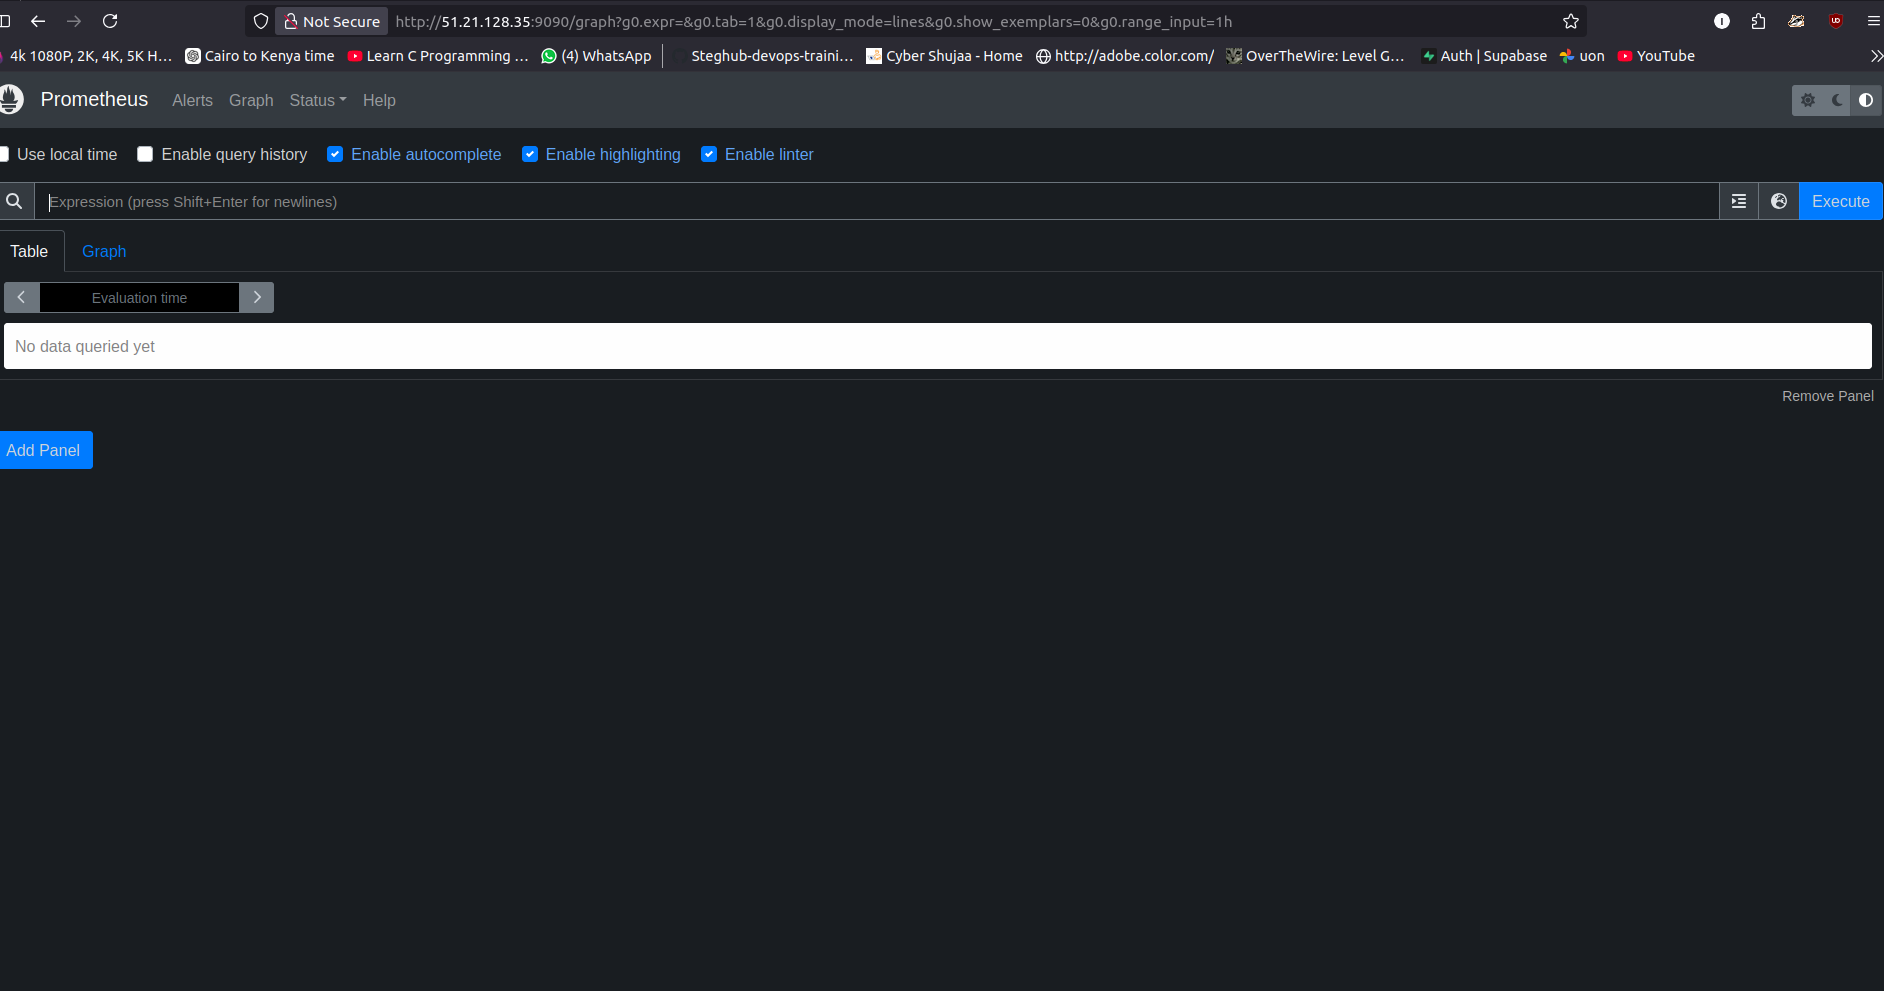 Not Secure http://51.21.128.35:9090/graph?g0.expr=&g0.tab=1&g0.display_mode=lines&g0.show_exemplars=0&g0.range_input=1h
4k 1080P, 2K, 4K, 5K H… Cairo to Kenya time Learn C Programming … (4) WhatsApp Steghub-devops-traini… Cyber Shujaa - Home http://adobe.color.com/ OverTheWire: Level G… Auth | Supabase uon YouTube
Prometheus Alerts Graph Status Help
Use local time Enable query history Enable autocomplete Enable highlighting Enable linter
Expression (press Shift+Enter for newlines) Execute
Table Graph
Evaluation time
No data queried yet
Remove Panel
Add Panel